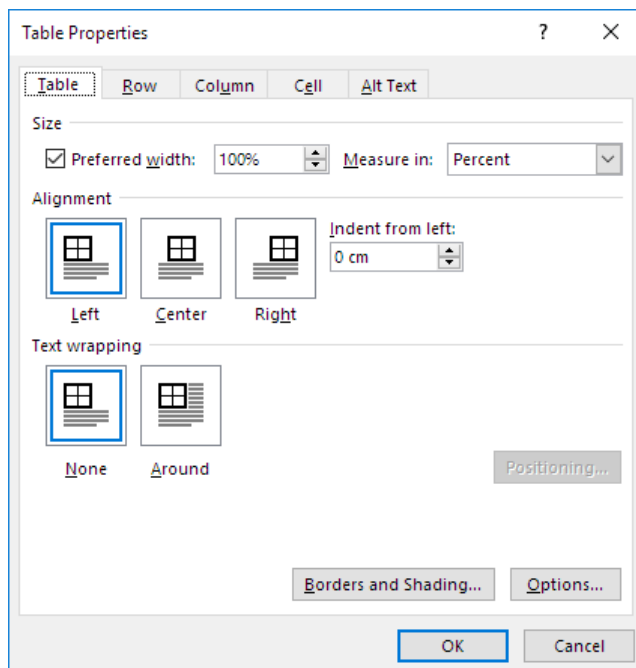 Table Properties ? ×
Table Row Column Cell Alt Text
Size
Preferred width: 100% Measure in: Percent
Alignment
Indent from left:
0 cm
Left Center Right
Text wrapping
None Around Positioning...
Borders and Shading... Options...
OK Cancel